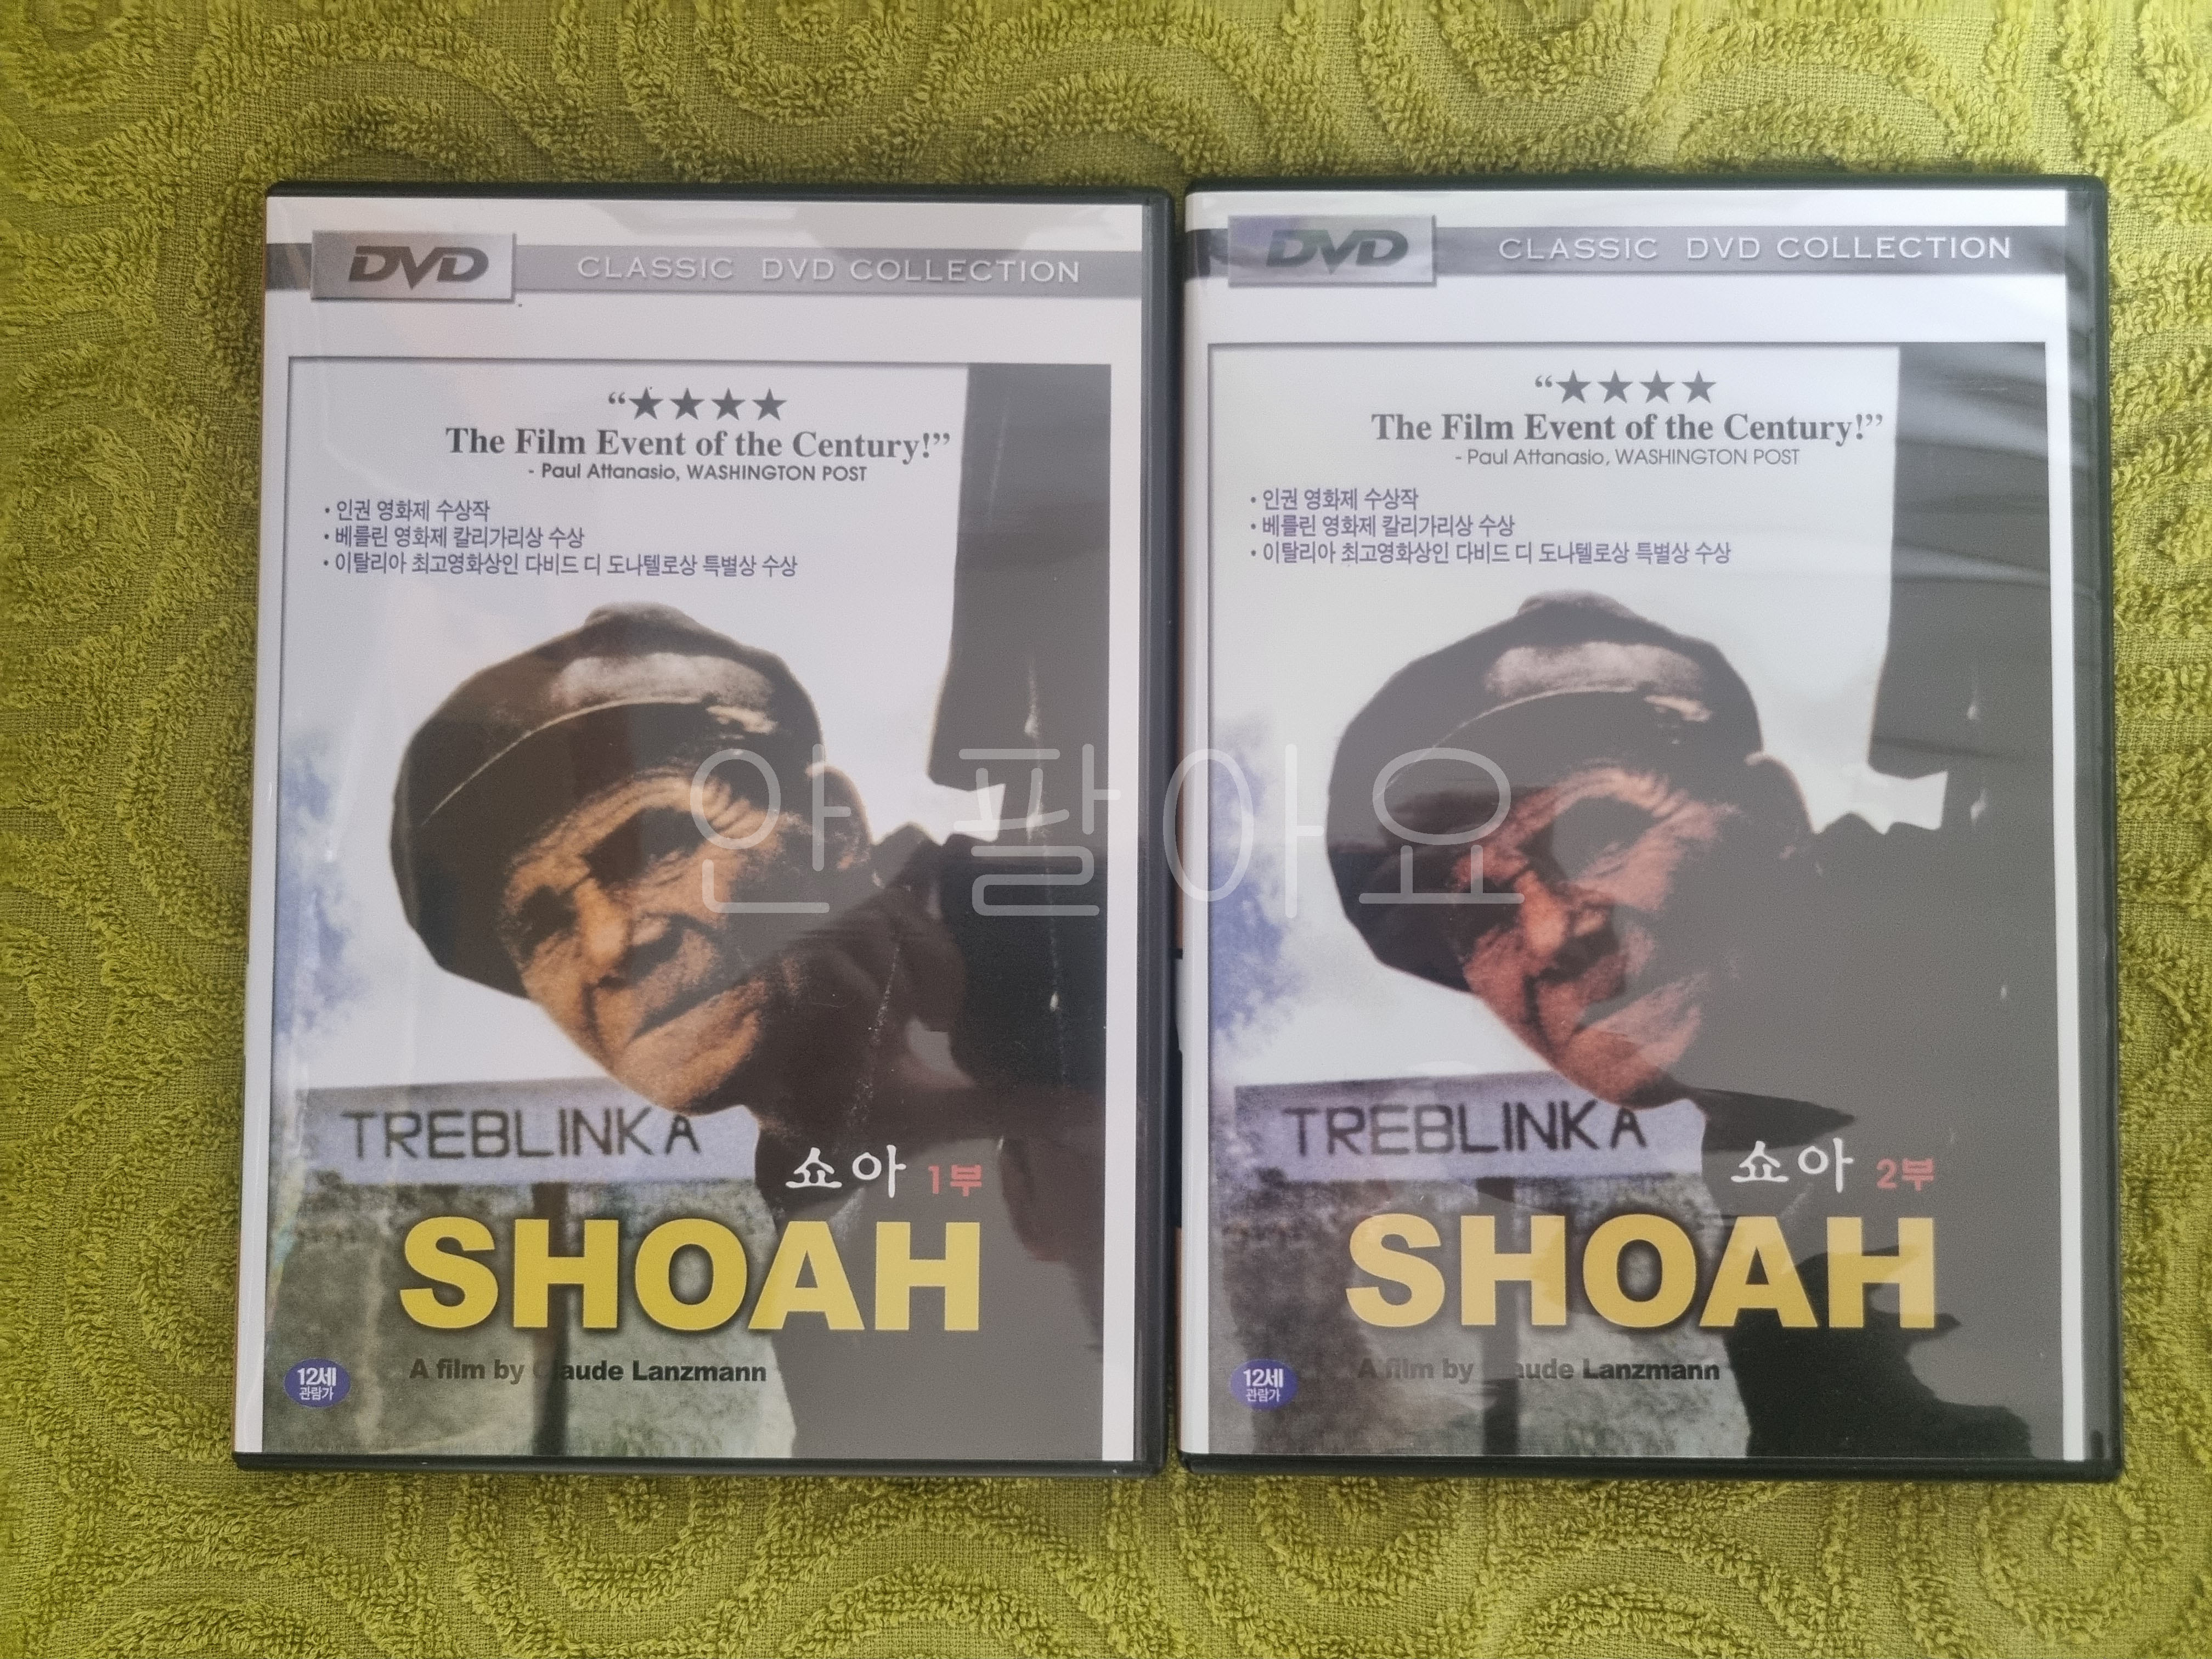 DVD CLASSIC DVD COLLECTION
“★★★★
The Film Event of the Century!”
- Paul Attanasio, WASHINGTON POST
• 인권 영화제 수상작
• 베를린 영화제 칼리가리상 수상
• 이탈리아 최고영화상인 다비드 디 도나텔로상 특별상 수상
TREBLINKA
쇼아 1부
SHOAH
A film by Claude Lanzmann
12세
관람가
DVD CLASSIC DVD COLLECTION
“★★★★
The Film Event of the Century!”
- Paul Attanasio, WASHINGTON POST
• 인권 영화제 수상작
• 베를린 영화제 칼리가리상 수상
• 이탈리아 최고영화상인 다비드 디 도나텔로상 특별상 수상
TREBLINKA
쇼아 2부
SHOAH
A film by Claude Lanzmann
12세
관람가
안 팔아요